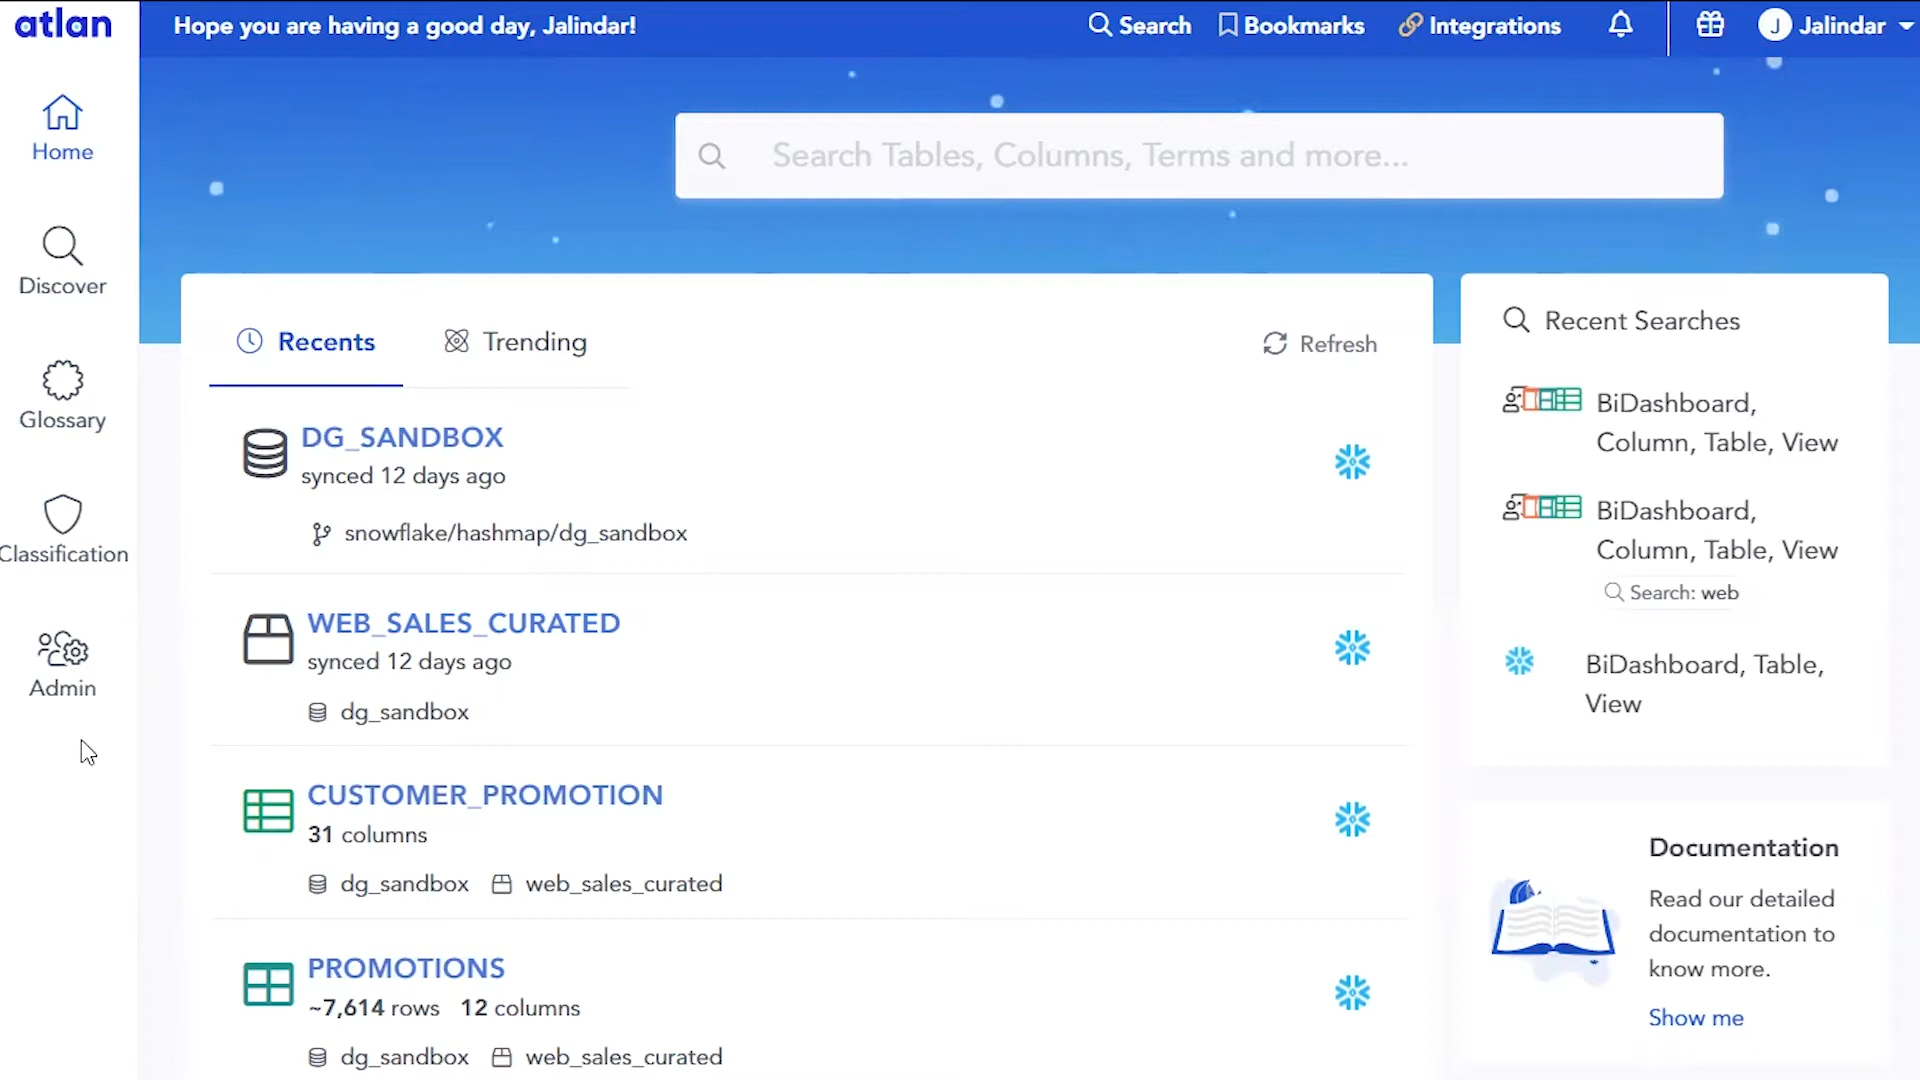 atlan
Hope you are having a good day, Jalindar!
Search
Bookmarks
Integrations
J
Jalindar
Home
Discover
Glossary
Classification
Admin
Search Tables, Columns, Terms and more...
Recents
Trending
Refresh
DG_SANDBOX
synced 12 days ago
snowflake/hashmap/dg_sandbox
WEB_SALES_CURATED
synced 12 days ago
dg_sandbox
CUSTOMER_PROMOTION
31 columns
dg_sandbox web_sales_curated
PROMOTIONS
~7,614 rows 12 columns
dg_sandbox web_sales_curated
Recent Searches
BiDashboard,
Column, Table, View
BiDashboard,
Column, Table, View
Search: web
BiDashboard, Table,
View
Documentation
Read our detailed
documentation to
know more.
Show me